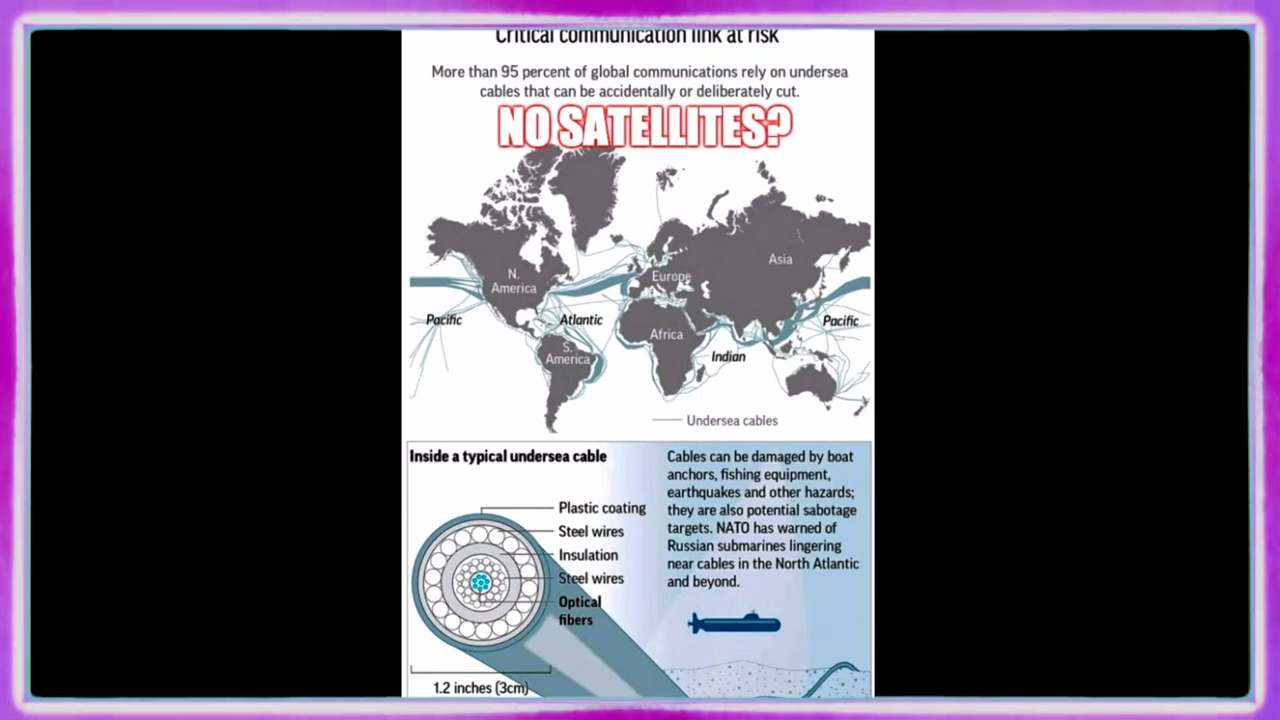 Critical communication link at risk
More than 95 percent of global communications rely on undersea
cables that can be accidentally or deliberately cut.
NO SATELLITES?
N.
America
Europe
Asia
Pacific
Atlantic
Africa
Pacific
S.
America
Indian
Undersea cables
Inside a typical undersea cable
Plastic coating
Steel wires
Insulation
Steel wires
Optical
fibers
1.2 inches (3cm)
Cables can be damaged by boat
anchors, fishing equipment,
earthquakes and other hazards;
they are also potential sabotage
targets. NATO has warned of
Russian submarines lingering
near cables in the North Atlantic
and beyond.